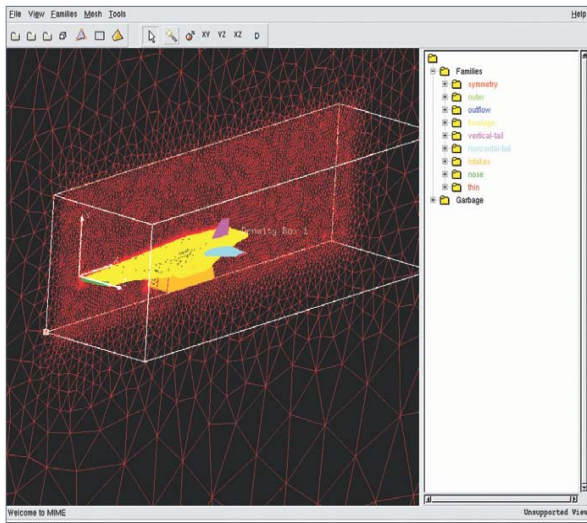 File View Families Mesh Tools Help
XY YZ XZ D
Families
symmetry
outer
outflow
fuselage
vertical-tail
horizontal-tail
intakes
nose
thin
Garbage
Density Box 1
Welcome to MIME Unsupported View